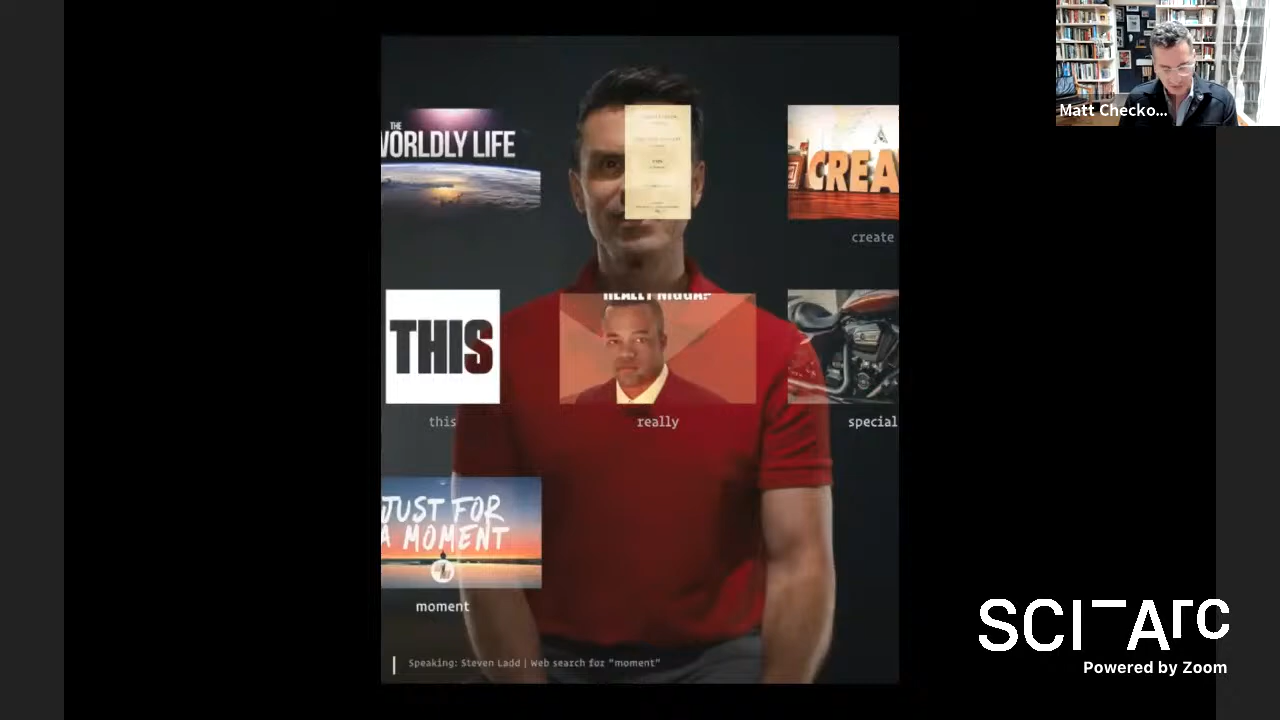 Matt Checko...
THE
WORLDLY LIFE
A
CREA
create
THIS
this
REALLY NIGGA?
really
special
JUST FOR
A MOMENT
moment
Speaking: Steven Ladd | Web search for "moment"
SCI-Arc
Powered by Zoom